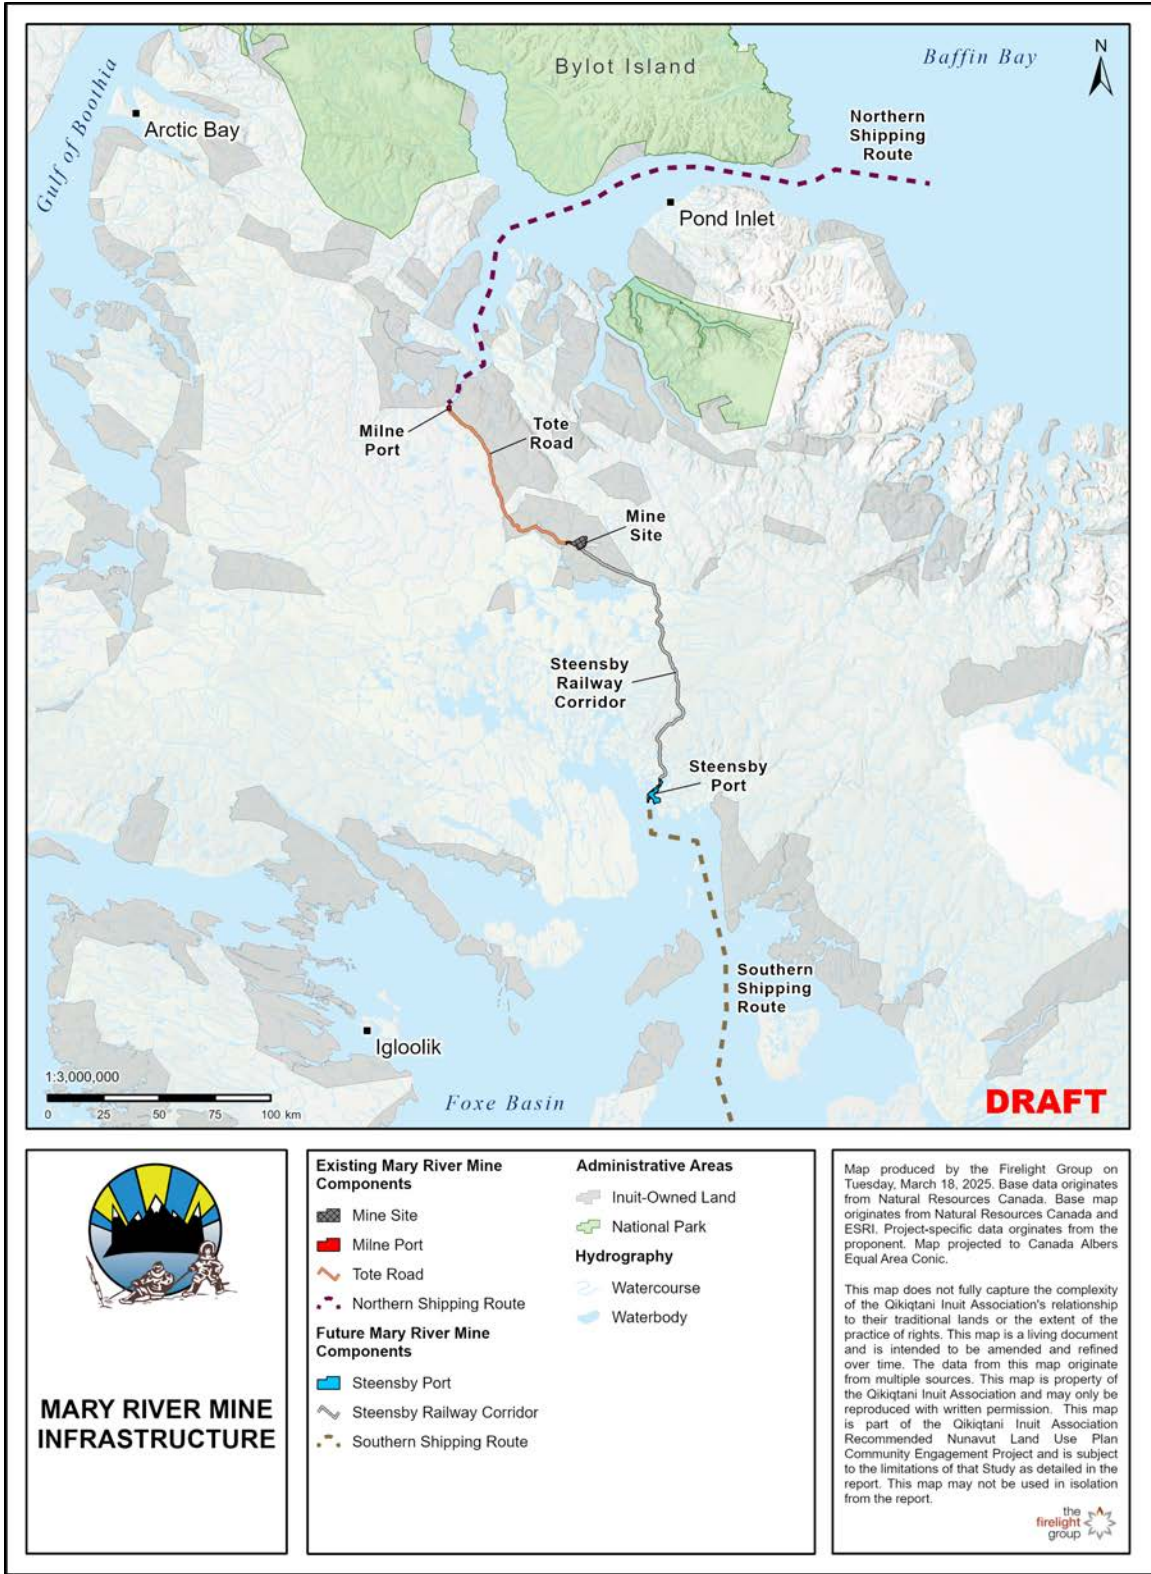 Bylot Island
Baffin Bay
N
Gulf of Boothia
Arctic Bay
Northern
Shipping
Route
Pond Inlet
Milne
Port
Tote
Road
Mine
Site
Steensby
Railway
Corridor
Steensby
Port
Southern
Shipping
Route
Igloolik
Foxe Basin
1:3,000,000
0 25 50 75 100 km
DRAFT
MARY RIVER MINE
INFRASTRUCTURE
Existing Mary River Mine
Components
Mine Site
Milne Port
Tote Road
Northern Shipping Route
Future Mary River Mine
Components
Steensby Port
Steensby Railway Corridor
Southern Shipping Route
Administrative Areas
Inuit-Owned Land
National Park
Hydrography
Watercourse
Waterbody
Map produced by the Firelight Group on
Tuesday, March 18, 2025. Base data originates
from Natural Resources Canada. Base map
originates from Natural Resources Canada and
ESRI. Project-specific data orginates from the
proponent. Map projected to Canada Albers
Equal Area Conic.
This map does not fully capture the complexity
of the Qikiqtani Inuit Association's relationship
to their traditional lands or the extent of the
practice of rights. This map is a living document
and is intended to be amended and refined
over time. The data from this map originate
from multiple sources. This map is property of
the Qikiqtani Inuit Association and may only be
reproduced with written permission. This map
is part of the Qikiqtani Inuit Association
Recommended Nunavut Land Use Plan
Community Engagement Project and is subject
to the limitations of that Study as detailed in the
report. This map may not be used in isolation
from the report.
the
firelight
group